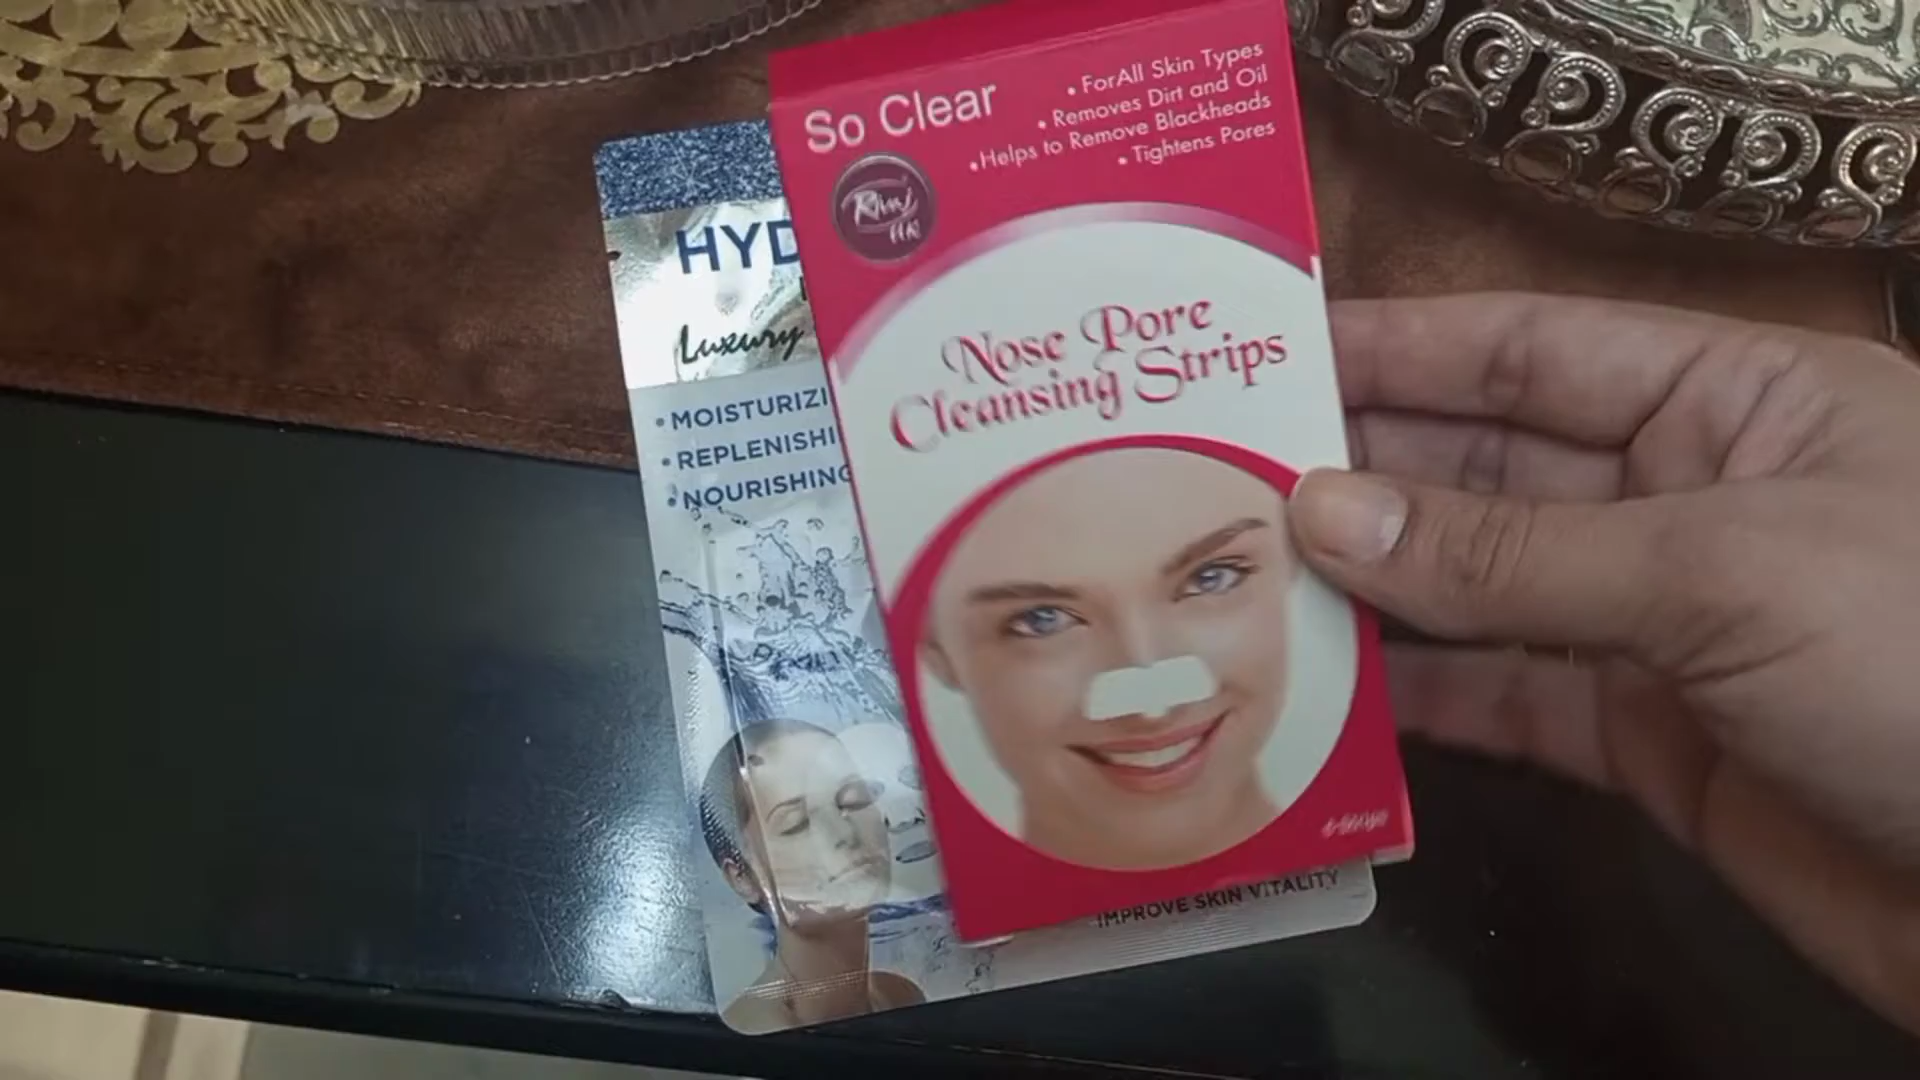 So Clear
•ForAll Skin Types
•Removes Dirt and Oil
•Helps to Remove Blackheads
•Tightens Pores
Rivaj
Nose Pore
Cleansing Strips
HYD
Luxury
•MOISTURIZI
•REPLENISHI
•NOURISHING
IMPROVE SKIN VITALITY